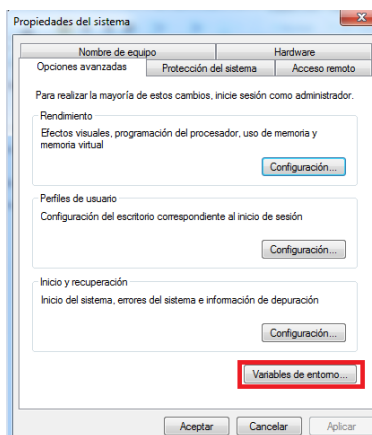 Propiedades del sistema
Nombre de equipo
Hardware
Opciones avanzadas
Protección del sistema
Acceso remoto
Para realizar la mayoría de estos cambios, inicie sesión como administrador.
Rendimiento
Efectos visuales, programación del procesador, uso de memoria y
memoria virtual
Configuración...
Perfiles de usuario
Configuración del escritorio correspondiente al inicio de
sesión
Configuración...
Inicio y recuperación
Inicio del sistema, errores del sistema e información de depuración
Configuración...
Variables de entorno...
Aceptar
Cancelar
Aplicar